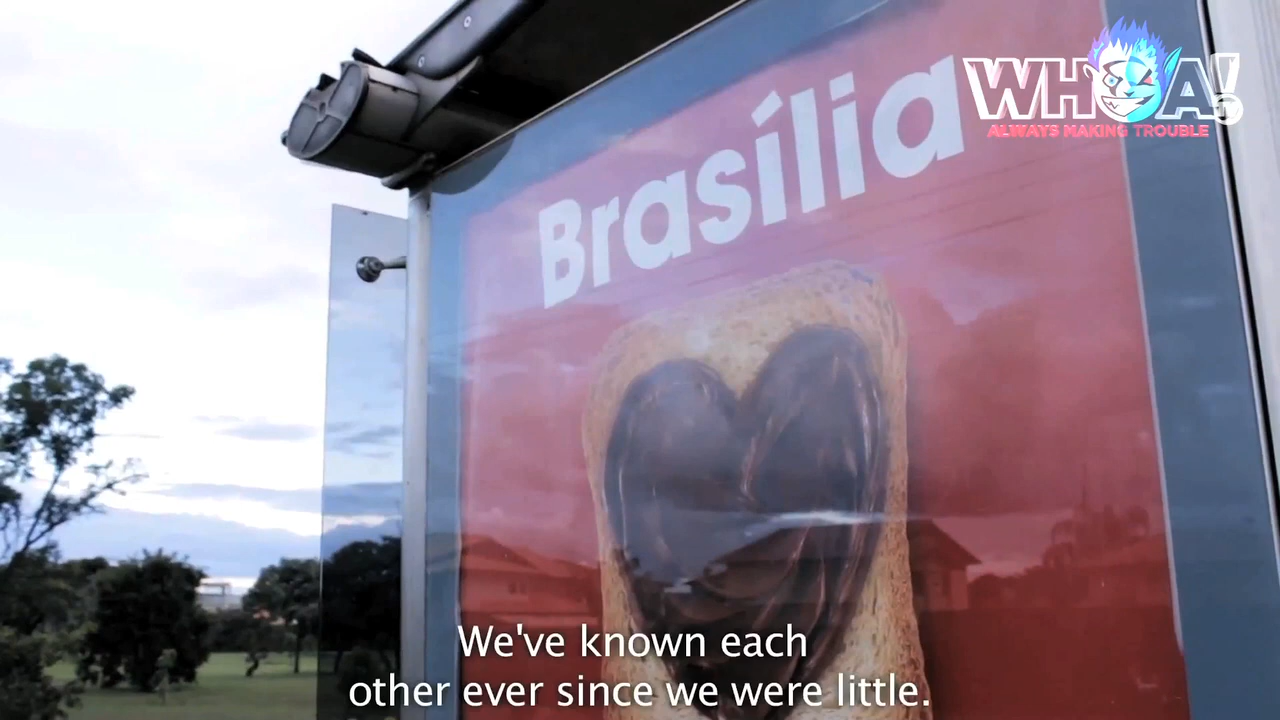 WHOA!
ALWAYS MAKING TROUBLE
Brasília
We've known each
other ever since we were little.